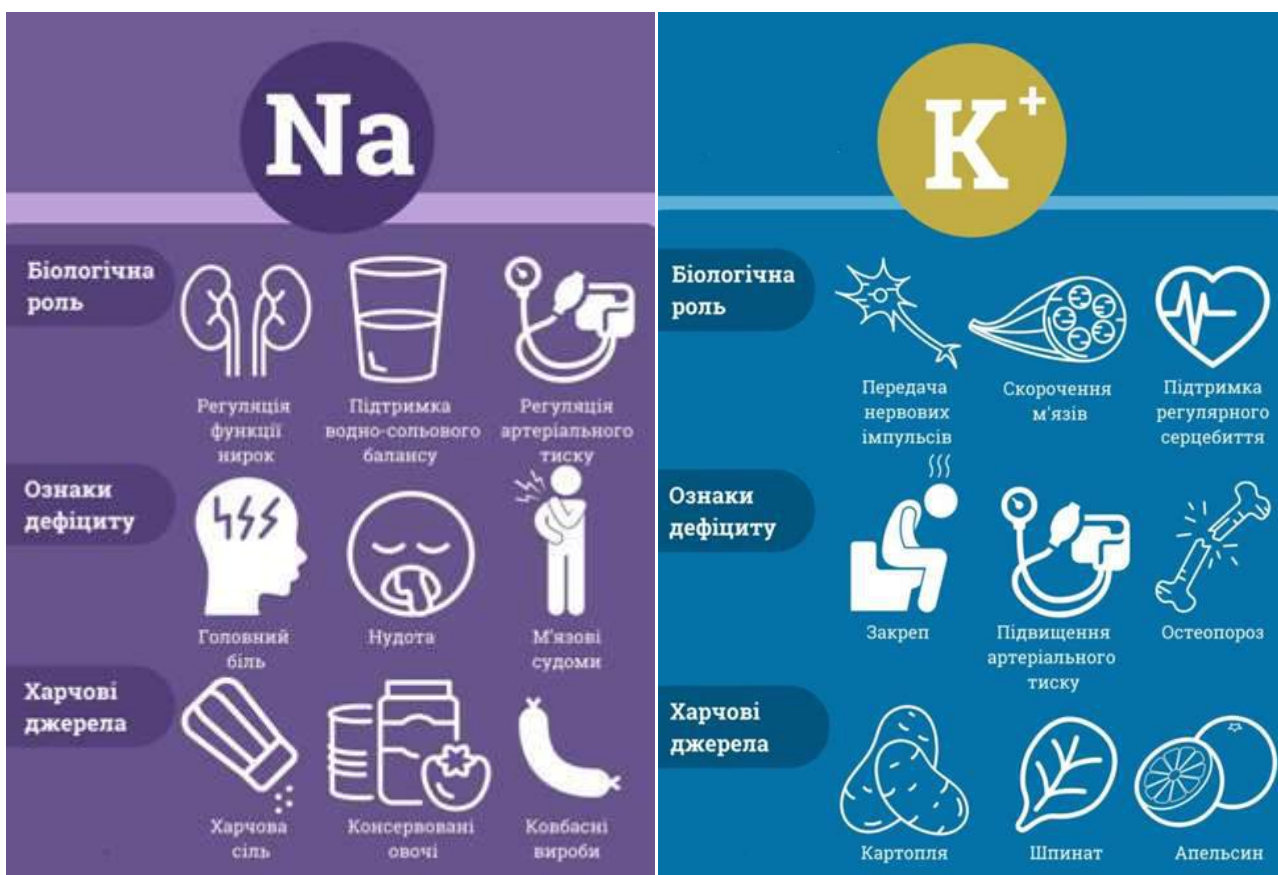 Na
Біологічна
роль
Регуляція
функції
нирок
Підтримка
водно-сольового
балансу
Регуляція
артеріального
тиску
Ознаки
дефіциту
Головний
біль
Нудота
М'язові
судоми
Харчові
джерела
Харчова
сіль
Консервовані
овочі
Ковбасні
вироби
K+
Біологічна
роль
Передача
нервових
імпульсів
Скорочення
м'язів
Підтримка
регулярного
серцебиття
Ознаки
дефіциту
Закреп
Підвищення
артеріального
тиску
Остеопороз
Харчові
джерела
Картопля
Шпинат
Апельсин